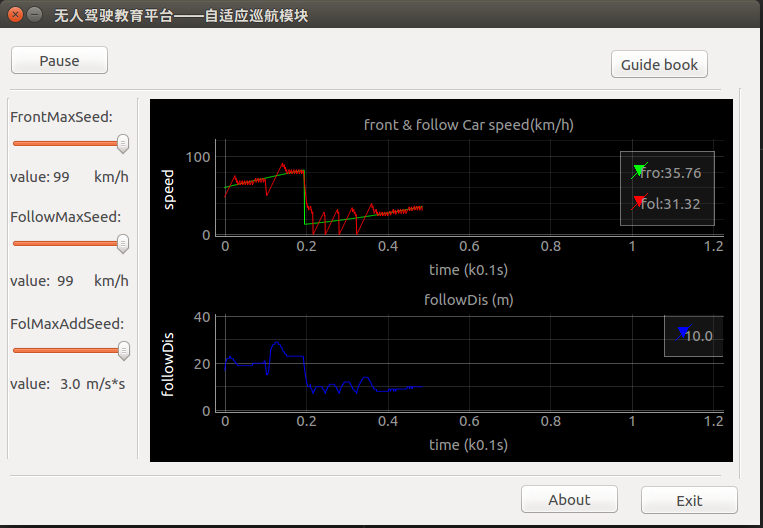 无人驾驶教育平台——自适应巡航模块
Pause
Guide book
FrontMaxSeed:
value: 99 km/h
FollowMaxSeed:
value: 99 km/h
FolMaxAddSeed:
value: 3.0 m/s*s
front & follow Car speed(km/h)
speed
100
0
fro:35.76
fol:31.32
0 0.2 0.4 0.6 0.8 1 1.2
time (k0.1s)
followDis (m)
followDis
40
20
0
10.0
0 0.2 0.4 0.6 0.8 1 1.2
time (k0.1s)
About
Exit